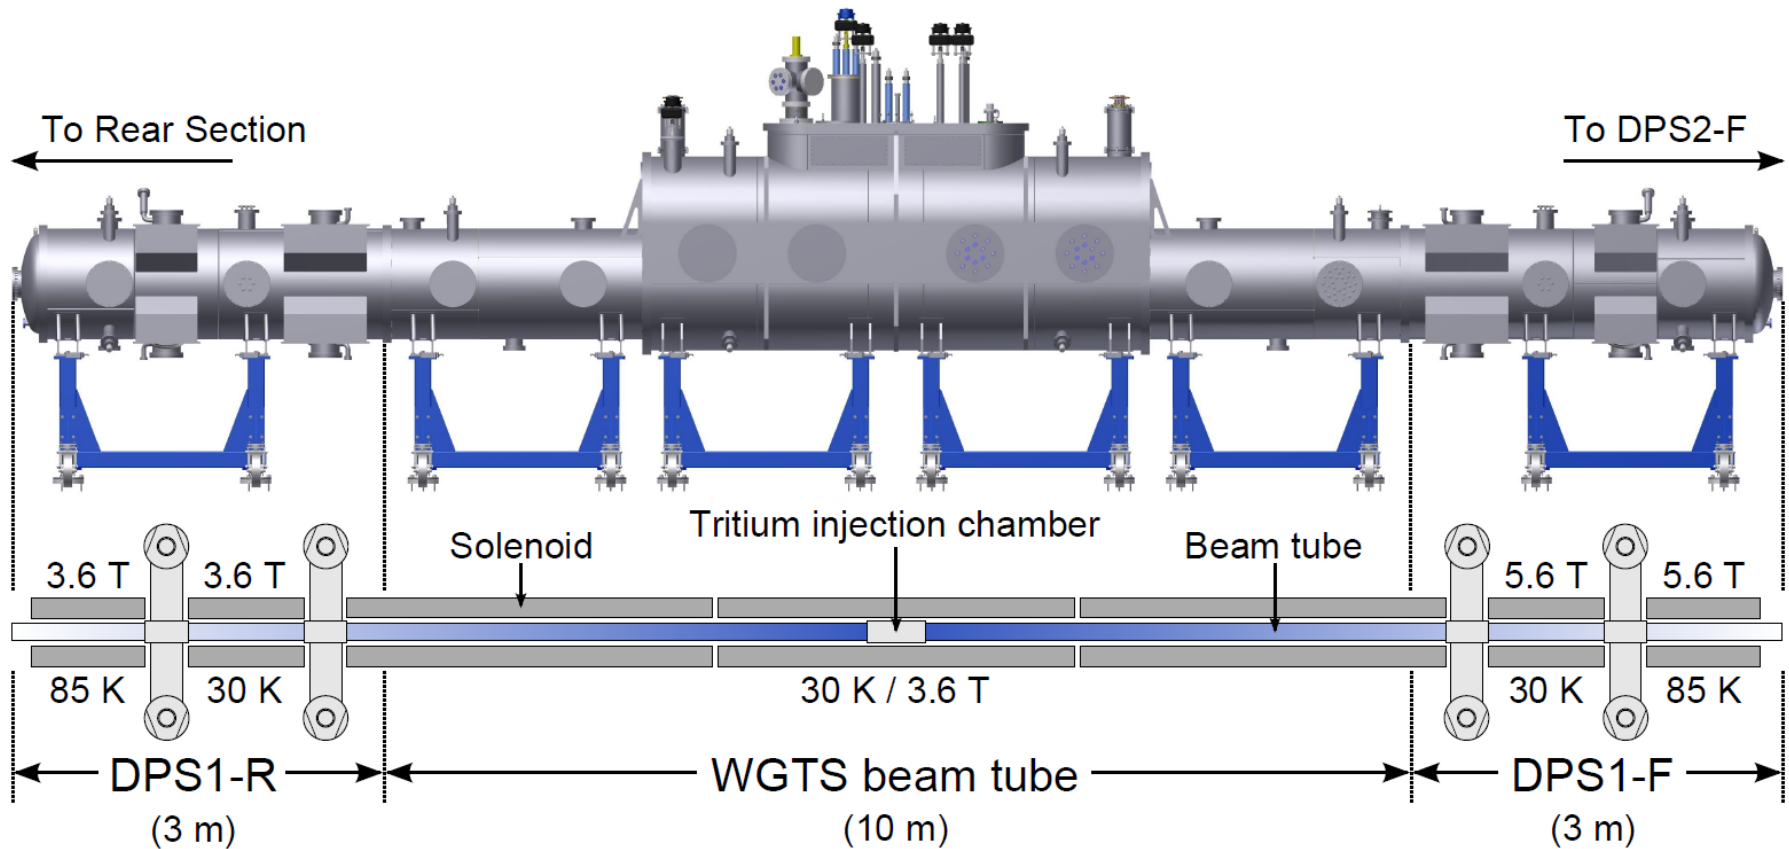 To Rear Section
To DPS2-F
Tritium injection chamber
Solenoid
Beam tube
3.6 T
3.6 T
5.6 T
5.6 T
85 K
30 K
30 K / 3.6 T
30 K
85 K
DPS1-R
WGTS beam tube
DPS1-F
(3 m)
(10 m)
(3 m)